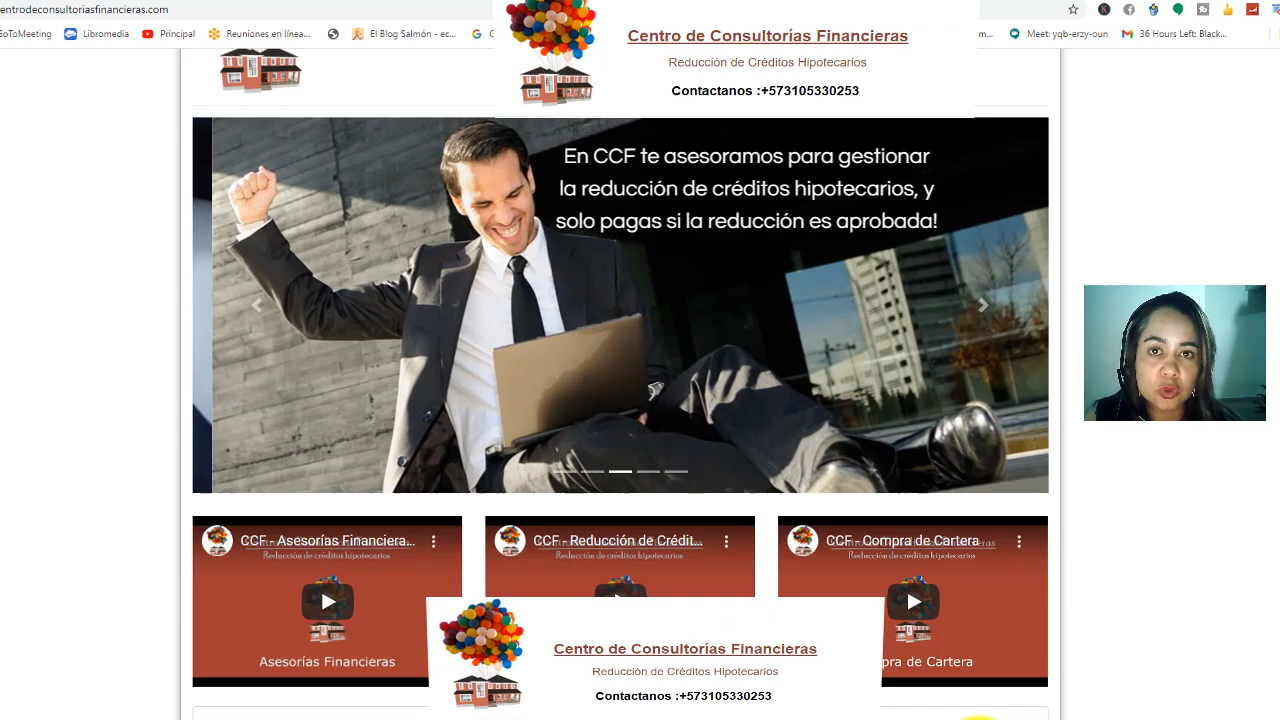 entrodeconsultoriasfinancieras.com
GoToMeeting
Libromedia
Principal
Reuniones en línea...
El Blog Salmón - ec...
G
m...
Meet: yqb-erzy-oun
36 Hours Left: Black...
Centro de Consultorías Financieras
Reducción de Créditos Hipotecarios
Contactanos :+573105330253
En CCF te asesoramos para gestionar
la reducción de créditos hipotecarios, y
solo pagas si la reducción es aprobada!
CCF - Asesorías Financiera...
Reducción de créditos hipotecarios
Asesorías Financieras
CCF - Reducción de Crédit...
Reducción de créditos hipotecarios
CCF - Compra de Cartera
Reducción de créditos hipotecarios
pra de Cartera
Centro de Consultorías Financieras
Reducción de Créditos Hipotecarios
Contactanos :+573105330253